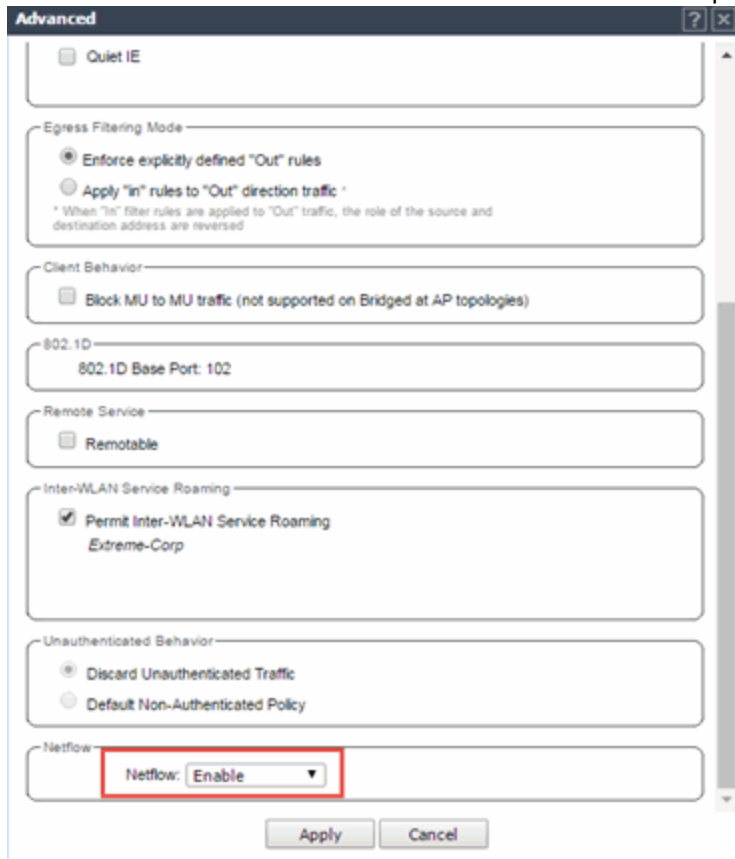 Advanced
Quiet IE
Egress Filtering Mode
Enforce explicitly defined "Out" rules
Apply "in" rules to "Out" direction traffic *
* When "In" filter rules are applied to "Out" traffic, the role of the source and
destination address are reversed
Client Behavior
Block MU to MU traffic (not supported on Bridged at AP topologies)
802.1D
802.1D Base Port: 102
Remote Service
Remotable
Inter-WLAN Service Roaming
Permit Inter-WLAN Service Roaming
Extreme-Corp
Unauthenticated Behavior
Discard Unauthenticated Traffic
Default Non-Authenticated Policy
Netflow
Netflow: Enable
Apply Cancel